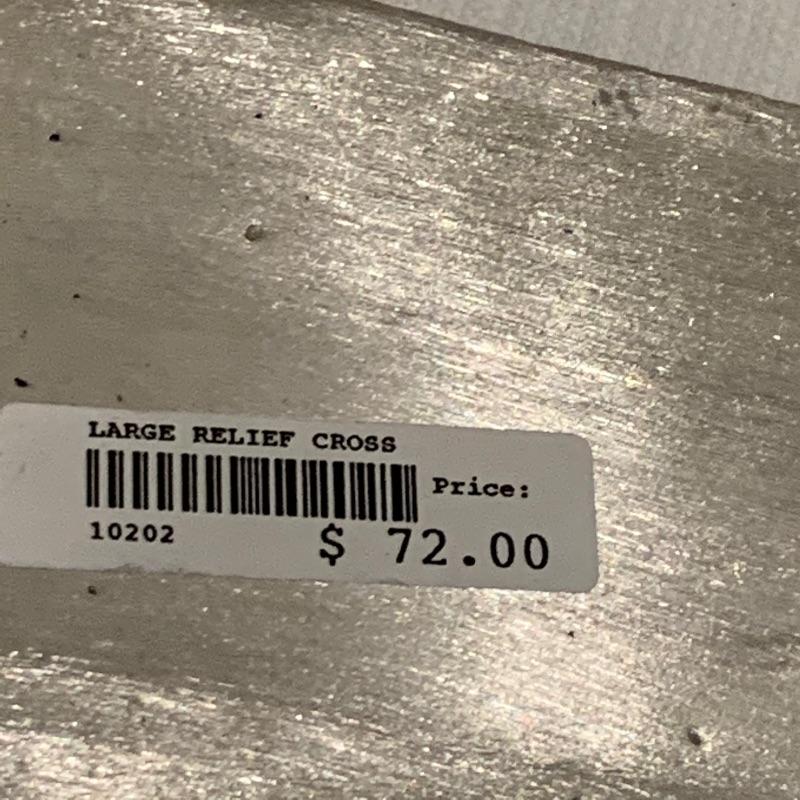 LARGE RELIEF CROSS
Price:
10202
$ 72.00